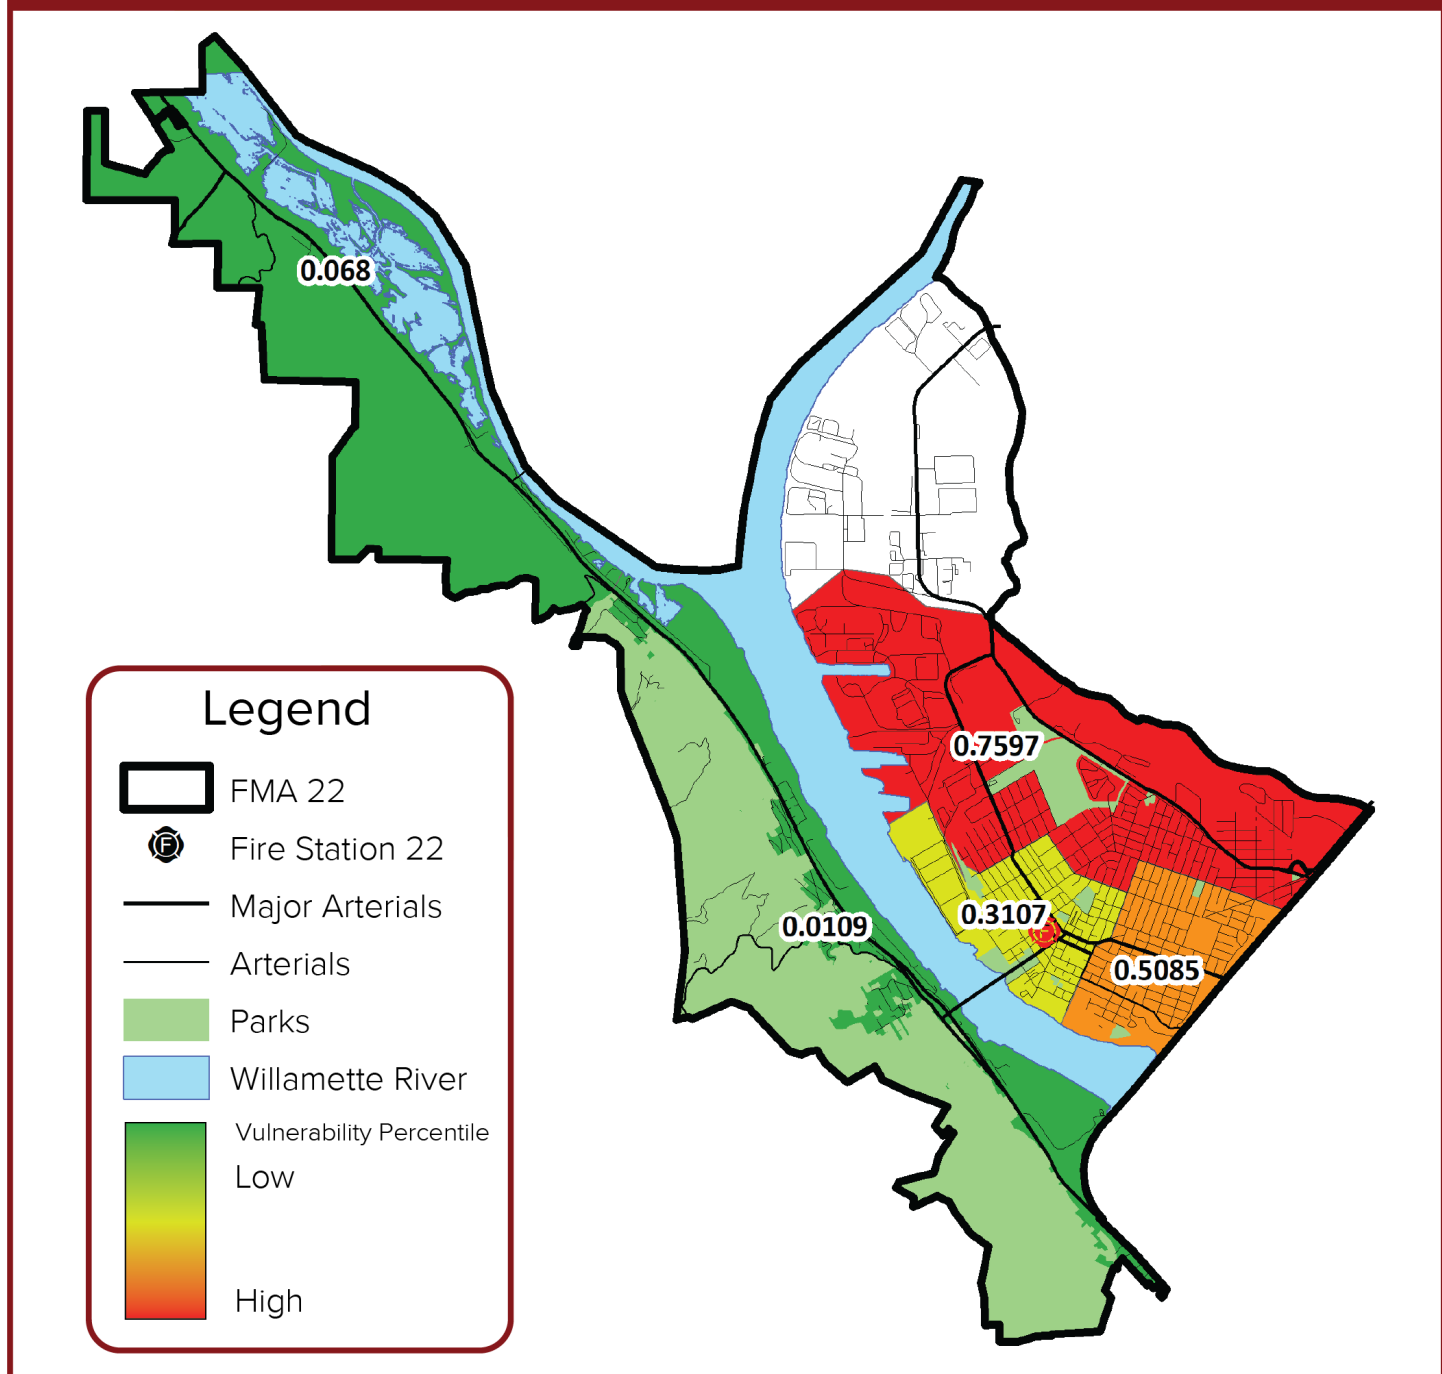 0.068
0.7597
0.3107
0.0109
0.5085
Legend
FMA 22
F
Fire Station 22
Major Arterials
Arterials
Parks
Willamette River
Vulnerability Percentile
Low
High